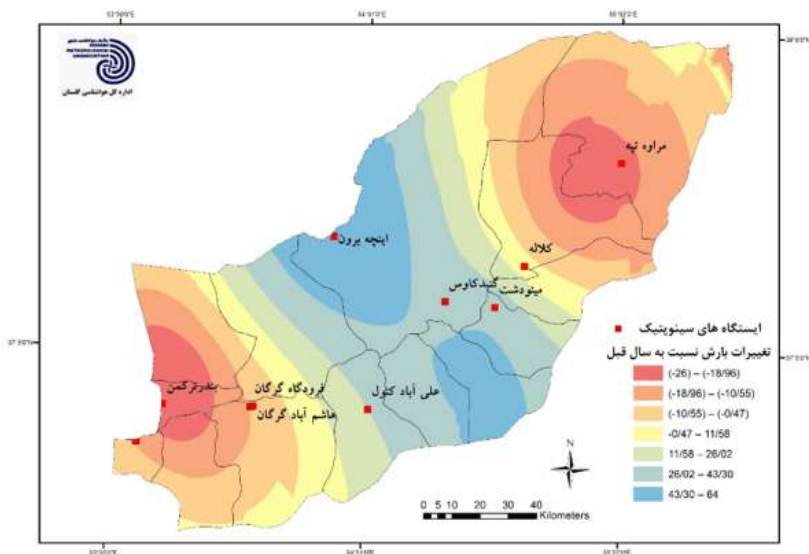 اداره کل هواشناسی گلستان
مراوه تپه
اینچه برون
کلاله
گنبدکاوس
مینودشت
بندرترکمن
فرودگاه گرگان
هاشم آباد گرگان
علی آباد کتول
ایستگاه های سینوپتیک
تغییرات بارش نسبت به سال قبل
(-26) – (-18/96)
(-18/96) – (-10/55)
(-10/55) – (-0/47)
-0/47 – 11/58
11/58 – 26/02
26/02 – 43/30
43/30 – 64
N
0 5 10 20 30 40
Kilometers